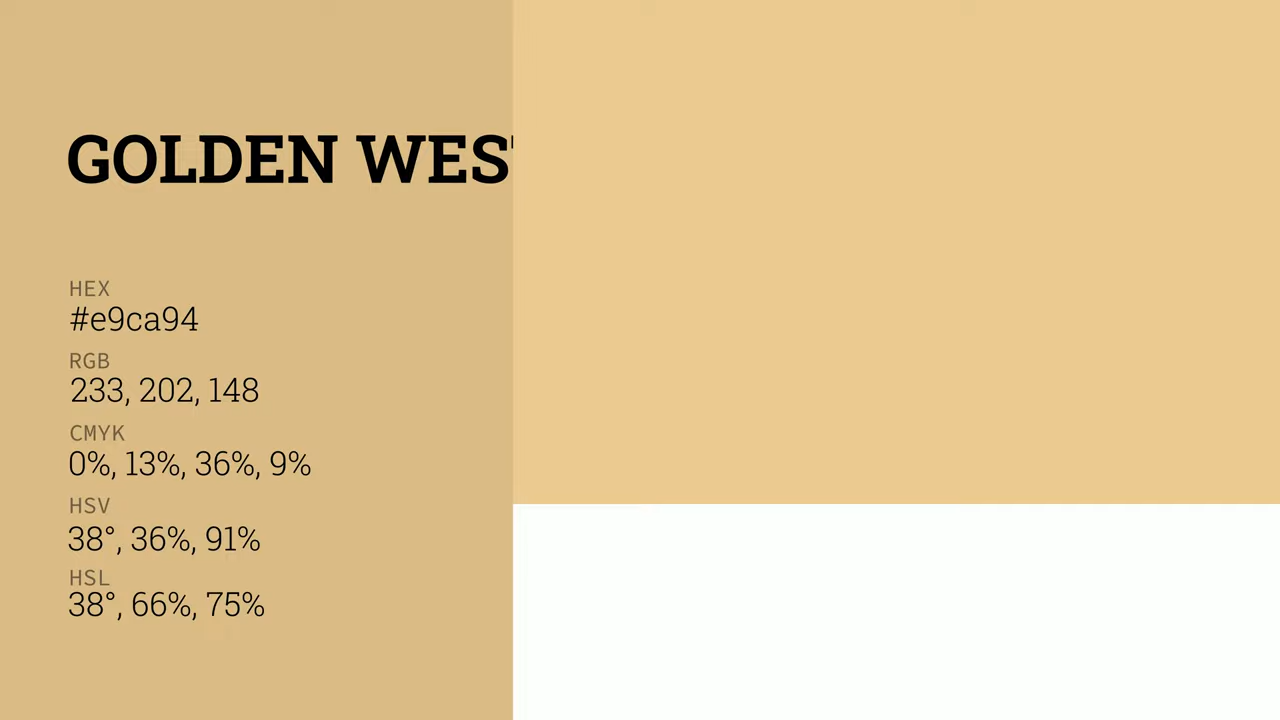 GOLDEN WEST
HEX
#e9ca94
RGB
233, 202, 148
CMYK
0%, 13%, 36%, 9%
HSV
38°, 36%, 91%
HSL
38°, 66%, 75%